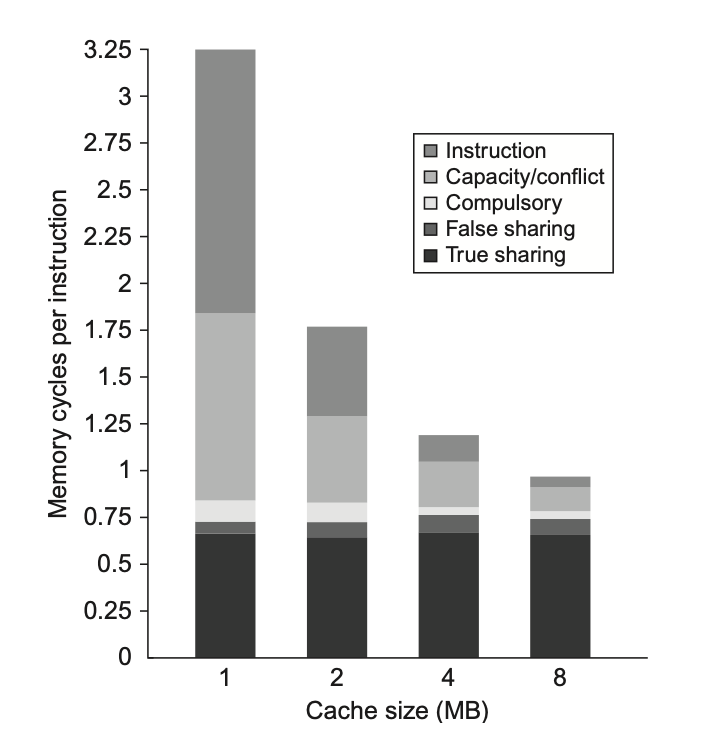 3.25
3
2.75
2.5
2.25
2
1.75
1.5
1.25
1
0.75
0.5
0.25
0
Memory cycles per instruction
Instruction
Capacity/conflict
Compulsory
False sharing
True sharing
1 2 4 8
Cache size (MB)